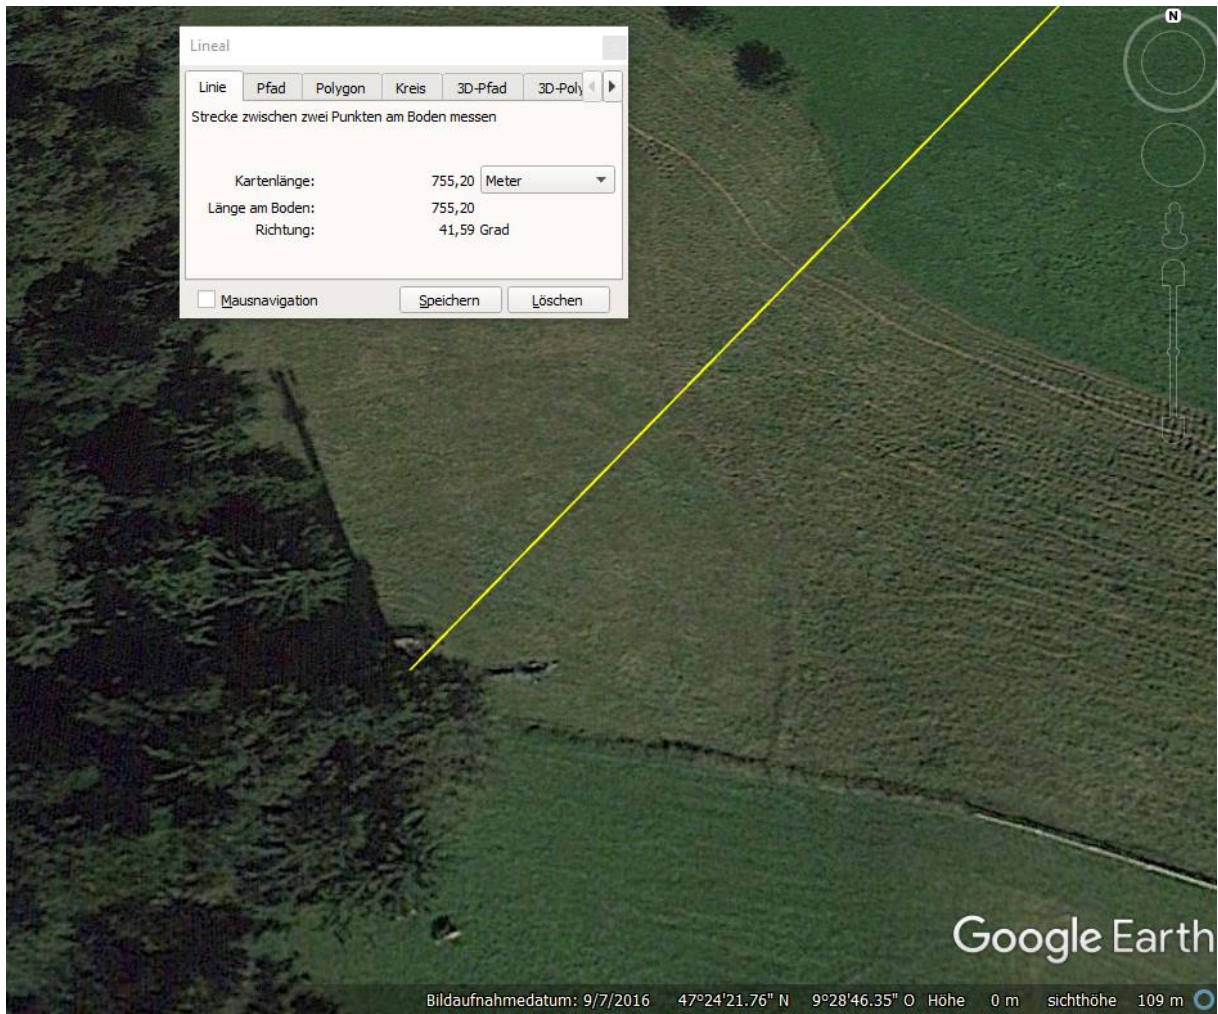 N
Lineal
Linie Pfad Polygon Kreis 3D-Pfad 3D-Poly
Strecke zwischen zwei Punkten am Boden messen
Kartenlänge: 755,20 Meter
Länge am Boden: 755,20
Richtung: 41,59 Grad
Mausnavigation Speichern Löschen
Google Earth
Bildaufnahmedatum: 9/7/2016 47°24'21.76" N 9°28'46.35" O Höhe 0 m sichthöhe 109 m